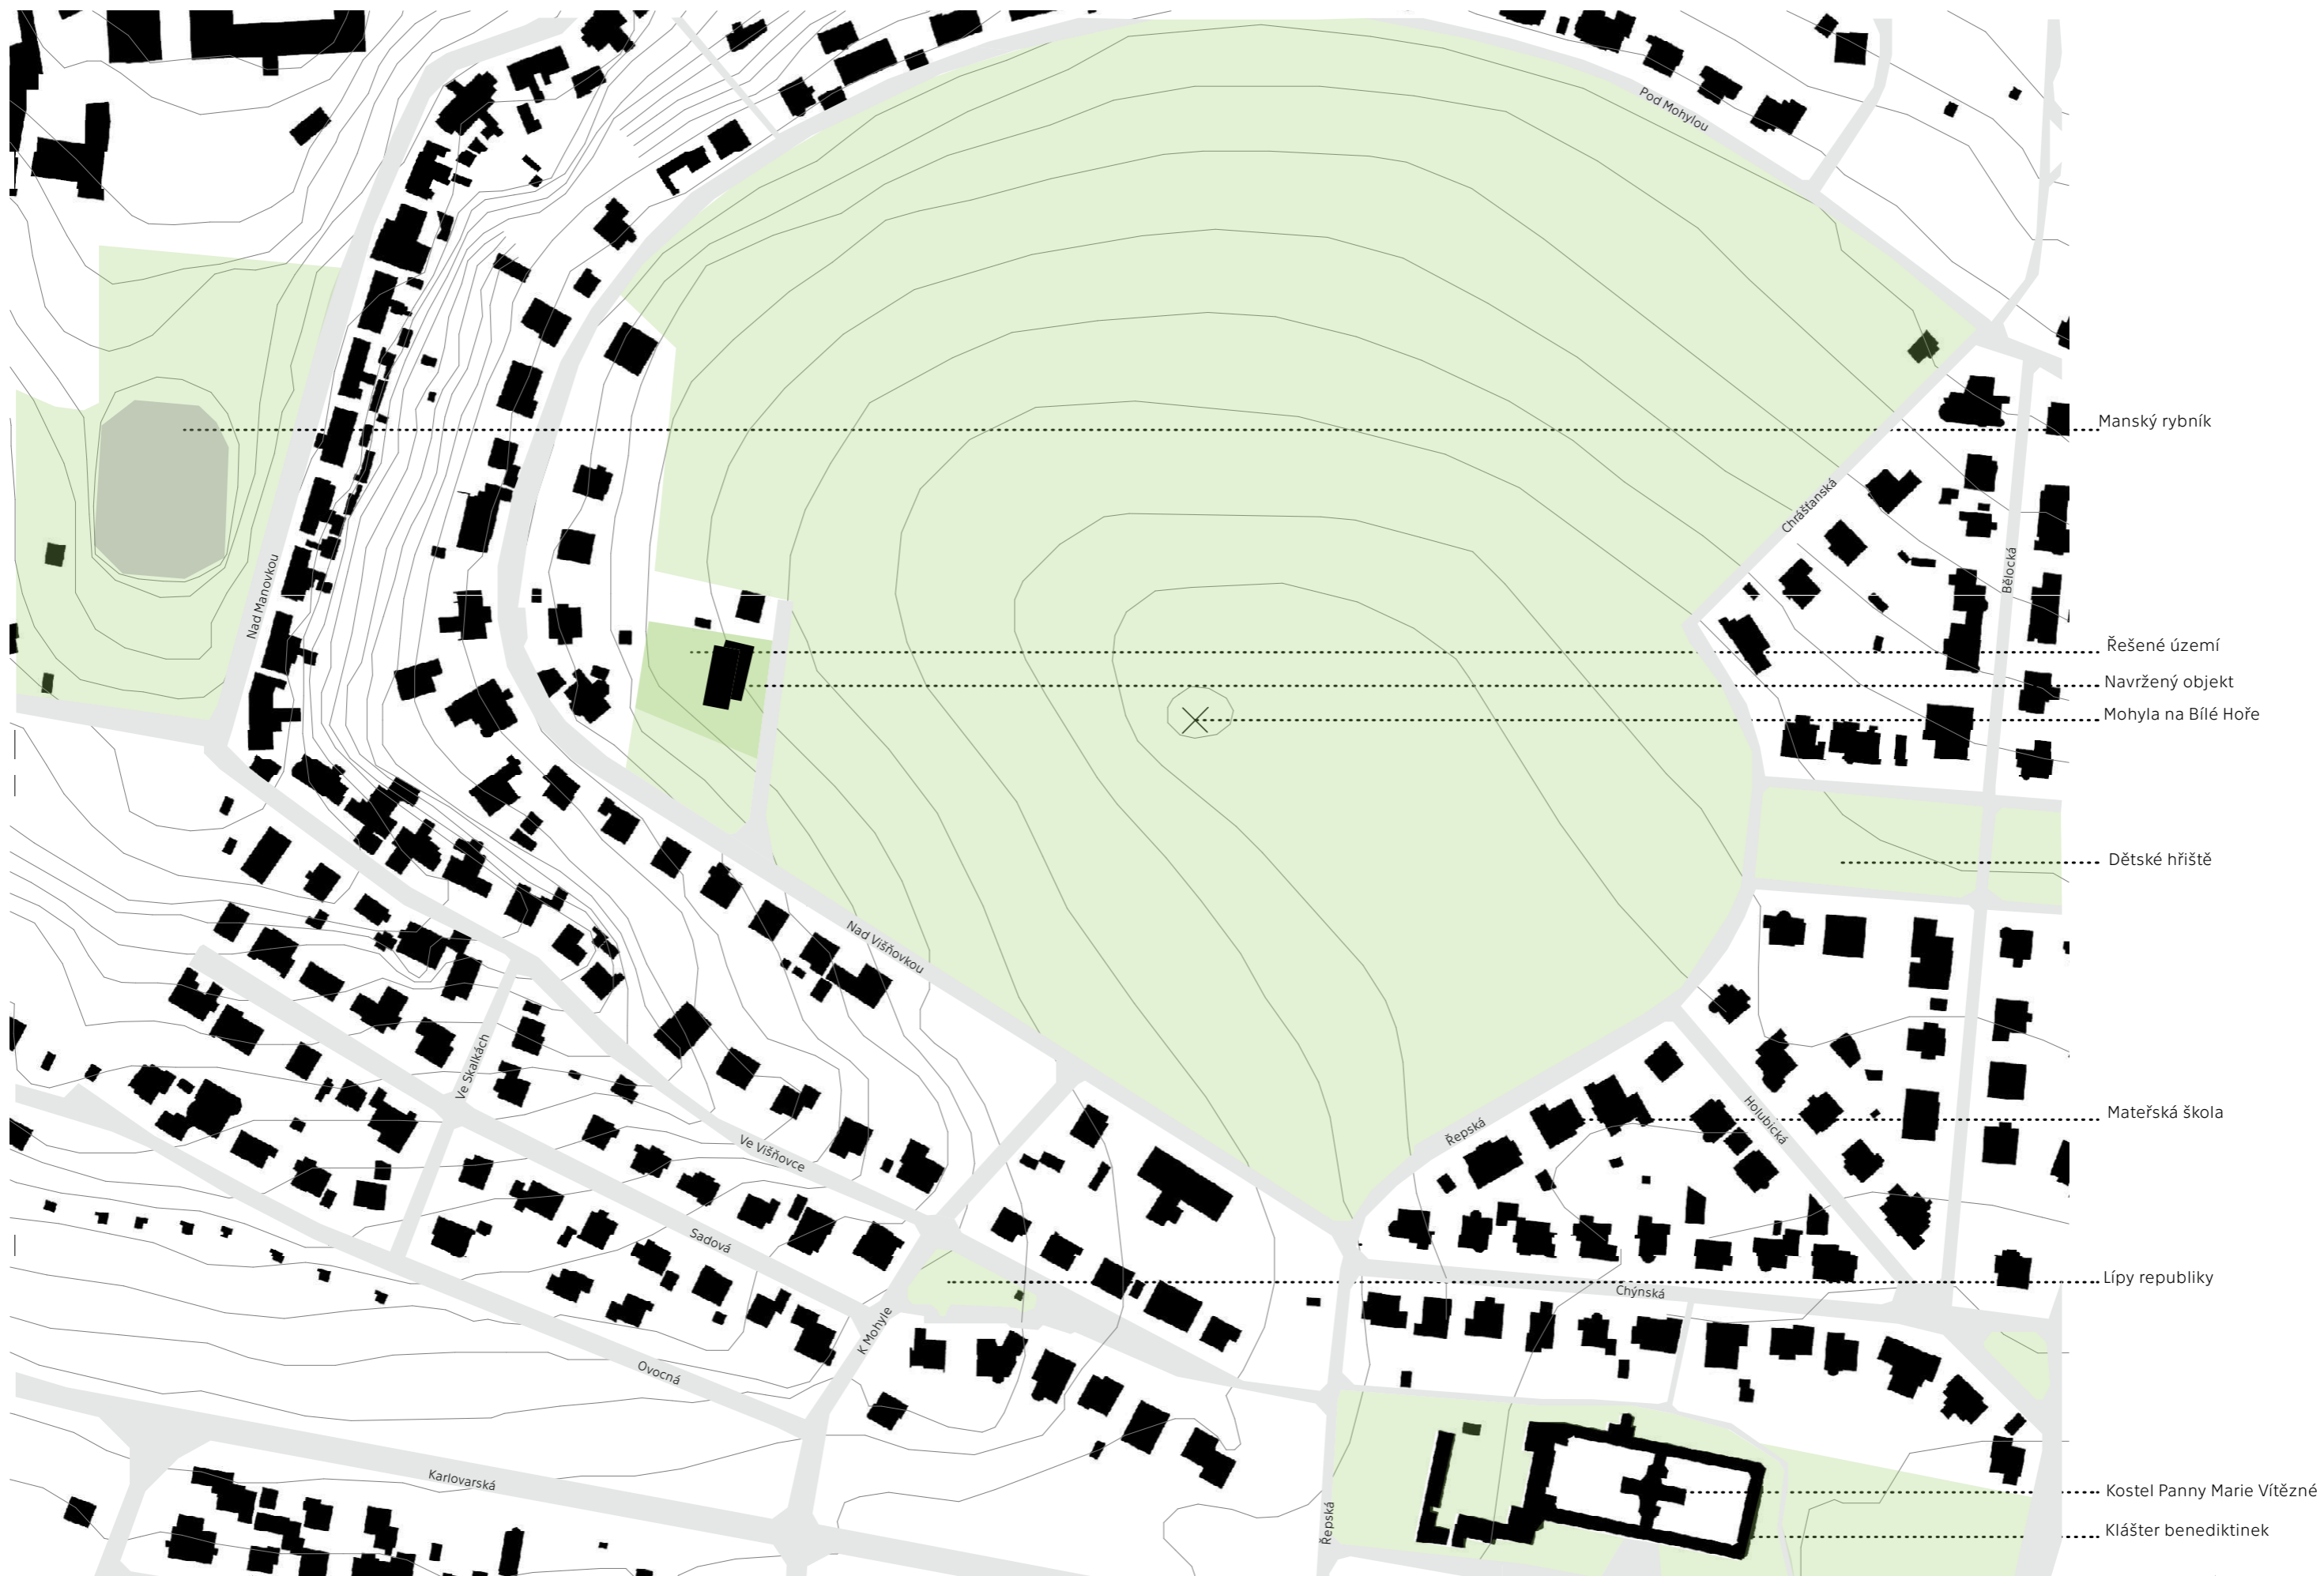 Pod Mohylou
Manský rybník
Chrášťanská
Bělocká
Nad Manovkou
Řešené území
Navržený objekt
Mohyla na Bílé Hoře
Dětské hřiště
Nad Višňovkou
Ve Skalkách
Mateřská škola
Holubická
Řepská
Ve Višňovce
Sadová
Lípy republiky
Chýnská
K Mohyle
Ovocná
Karlovarská
Kostel Panny Marie Vítězné
Řepská
Klášter benediktinek